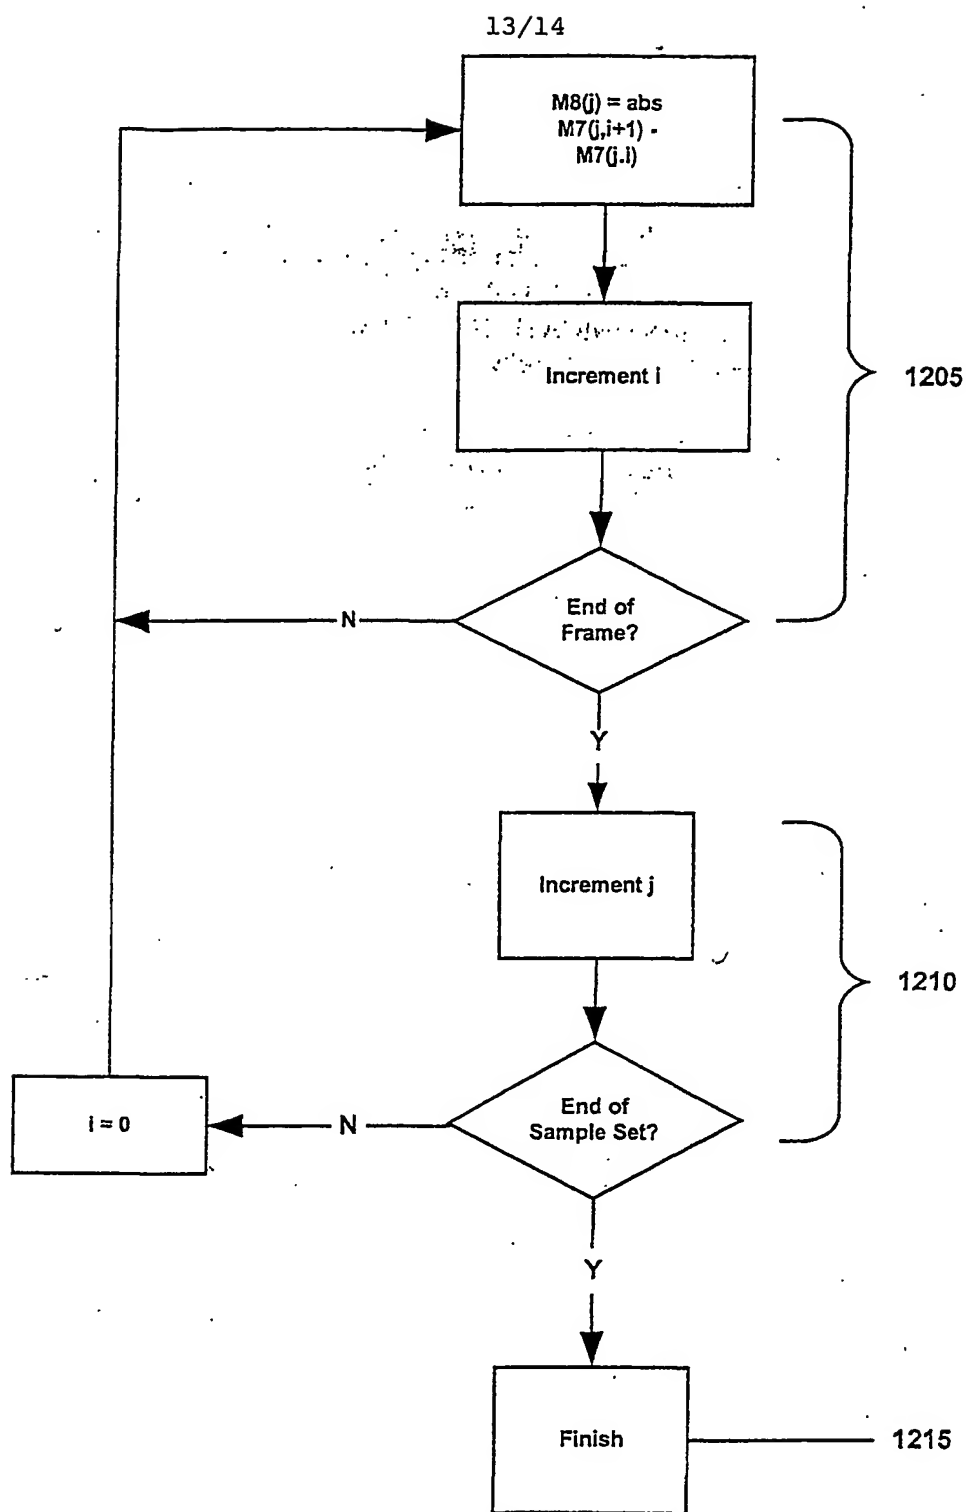 13/14
M8(j) = abs
M7(j,i+1) -
M7(j.i)
Increment i
1205
End of
Frame?
N
Y
Increment j
1210
End of
Sample Set?
N
i = 0
Y
Finish
1215